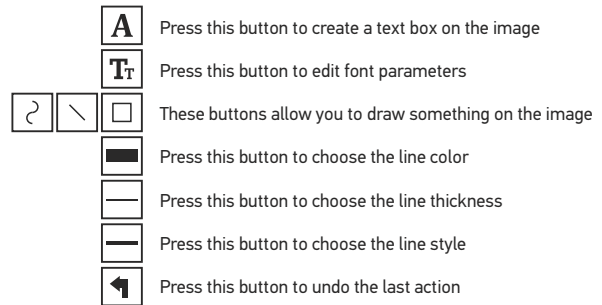 A Press this button to create a text box on the image
TT Press this button to edit font parameters
These buttons allow you to draw something on the image
Press this button to choose the line color
Press this button to choose the line thickness
Press this button to choose the line style
Press this button to undo the last action